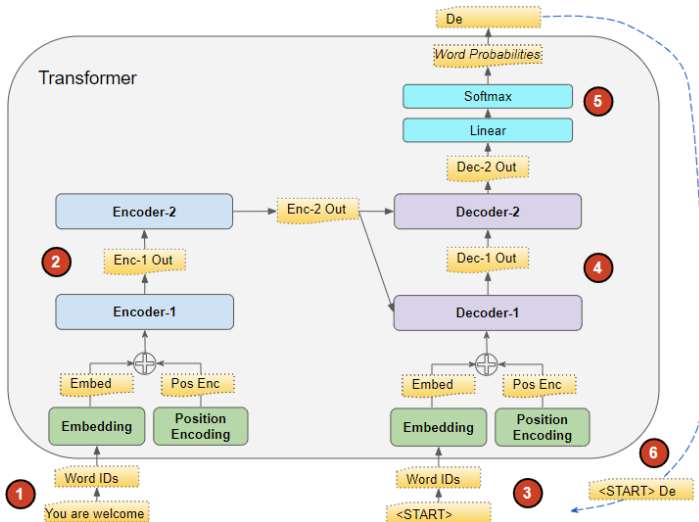 De
Word Probabilities
Transformer
Softmax
5
Linear
Dec-2 Out
Encoder-2
Enc-2 Out
Decoder-2
2
Enc-1 Out
Dec-1 Out
4
Encoder-1
Decoder-1
Embed
Pos Enc
Embed
Pos Enc
Embedding
Position
Encoding
Embedding
Position
Encoding
6
1
Word IDs
Word IDs
3
<START> De
You are welcome
<START>